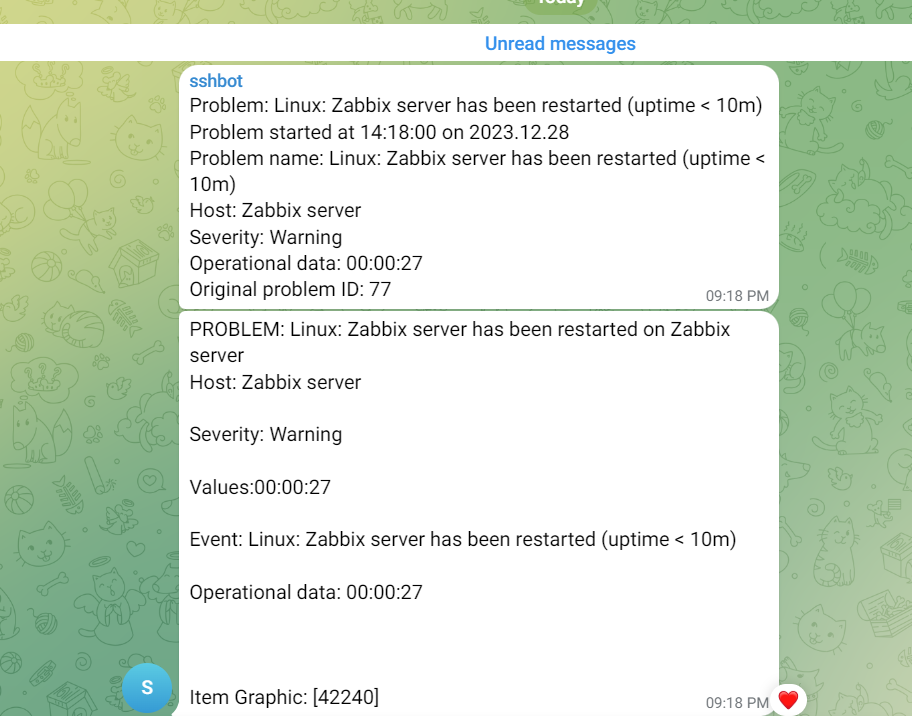 Today
Unread messages
sshbot
Problem: Linux: Zabbix server has been restarted (uptime < 10m)
Problem started at 14:18:00 on 2023.12.28
Problem name: Linux: Zabbix server has been restarted (uptime <
10m)
Host: Zabbix server
Severity: Warning
Operational data: 00:00:27
Original problem ID: 77
09:18 PM
PROBLEM: Linux: Zabbix server has been restarted on Zabbix
server
Host: Zabbix server
Severity: Warning
Values:00:00:27
Event: Linux: Zabbix server has been restarted (uptime < 10m)
Operational data: 00:00:27
S
Item Graphic: [42240]
09:18 PM